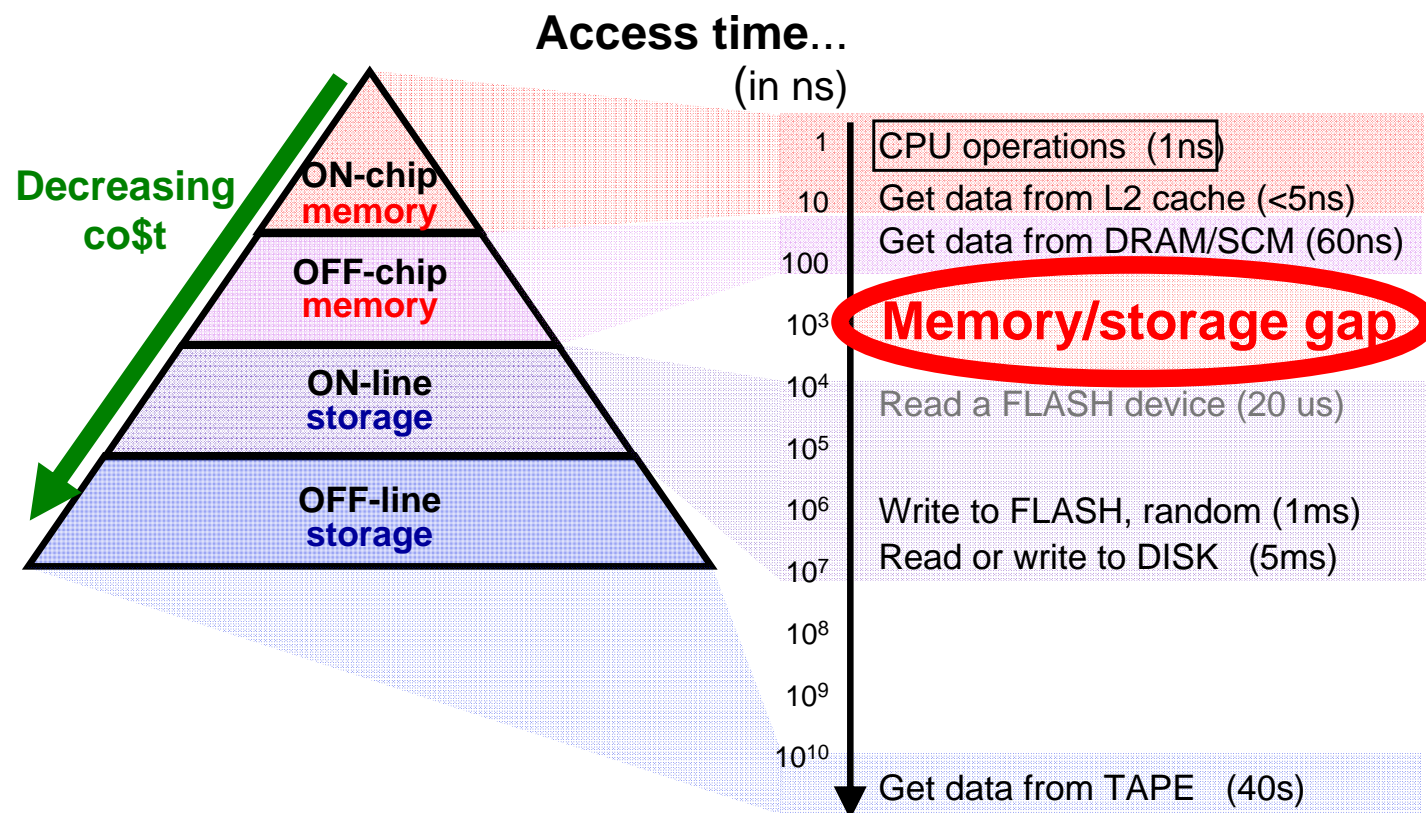 Access time...
(in ns)
Decreasing
co$t
ON-chip
memory
OFF-chip
memory
ON-line
storage
OFF-line
storage
1
CPU operations (1ns)
10
Get data from L2 cache (<5ns)
Get data from DRAM/SCM (60ns)
100
10³
Memory/storage gap
10⁴
Read a FLASH device (20 us)
10⁵
10⁶
Write to FLASH, random (1ms)
Read or write to DISK (5ms)
10⁷
10⁸
10⁹
10¹⁰
Get data from TAPE (40s)